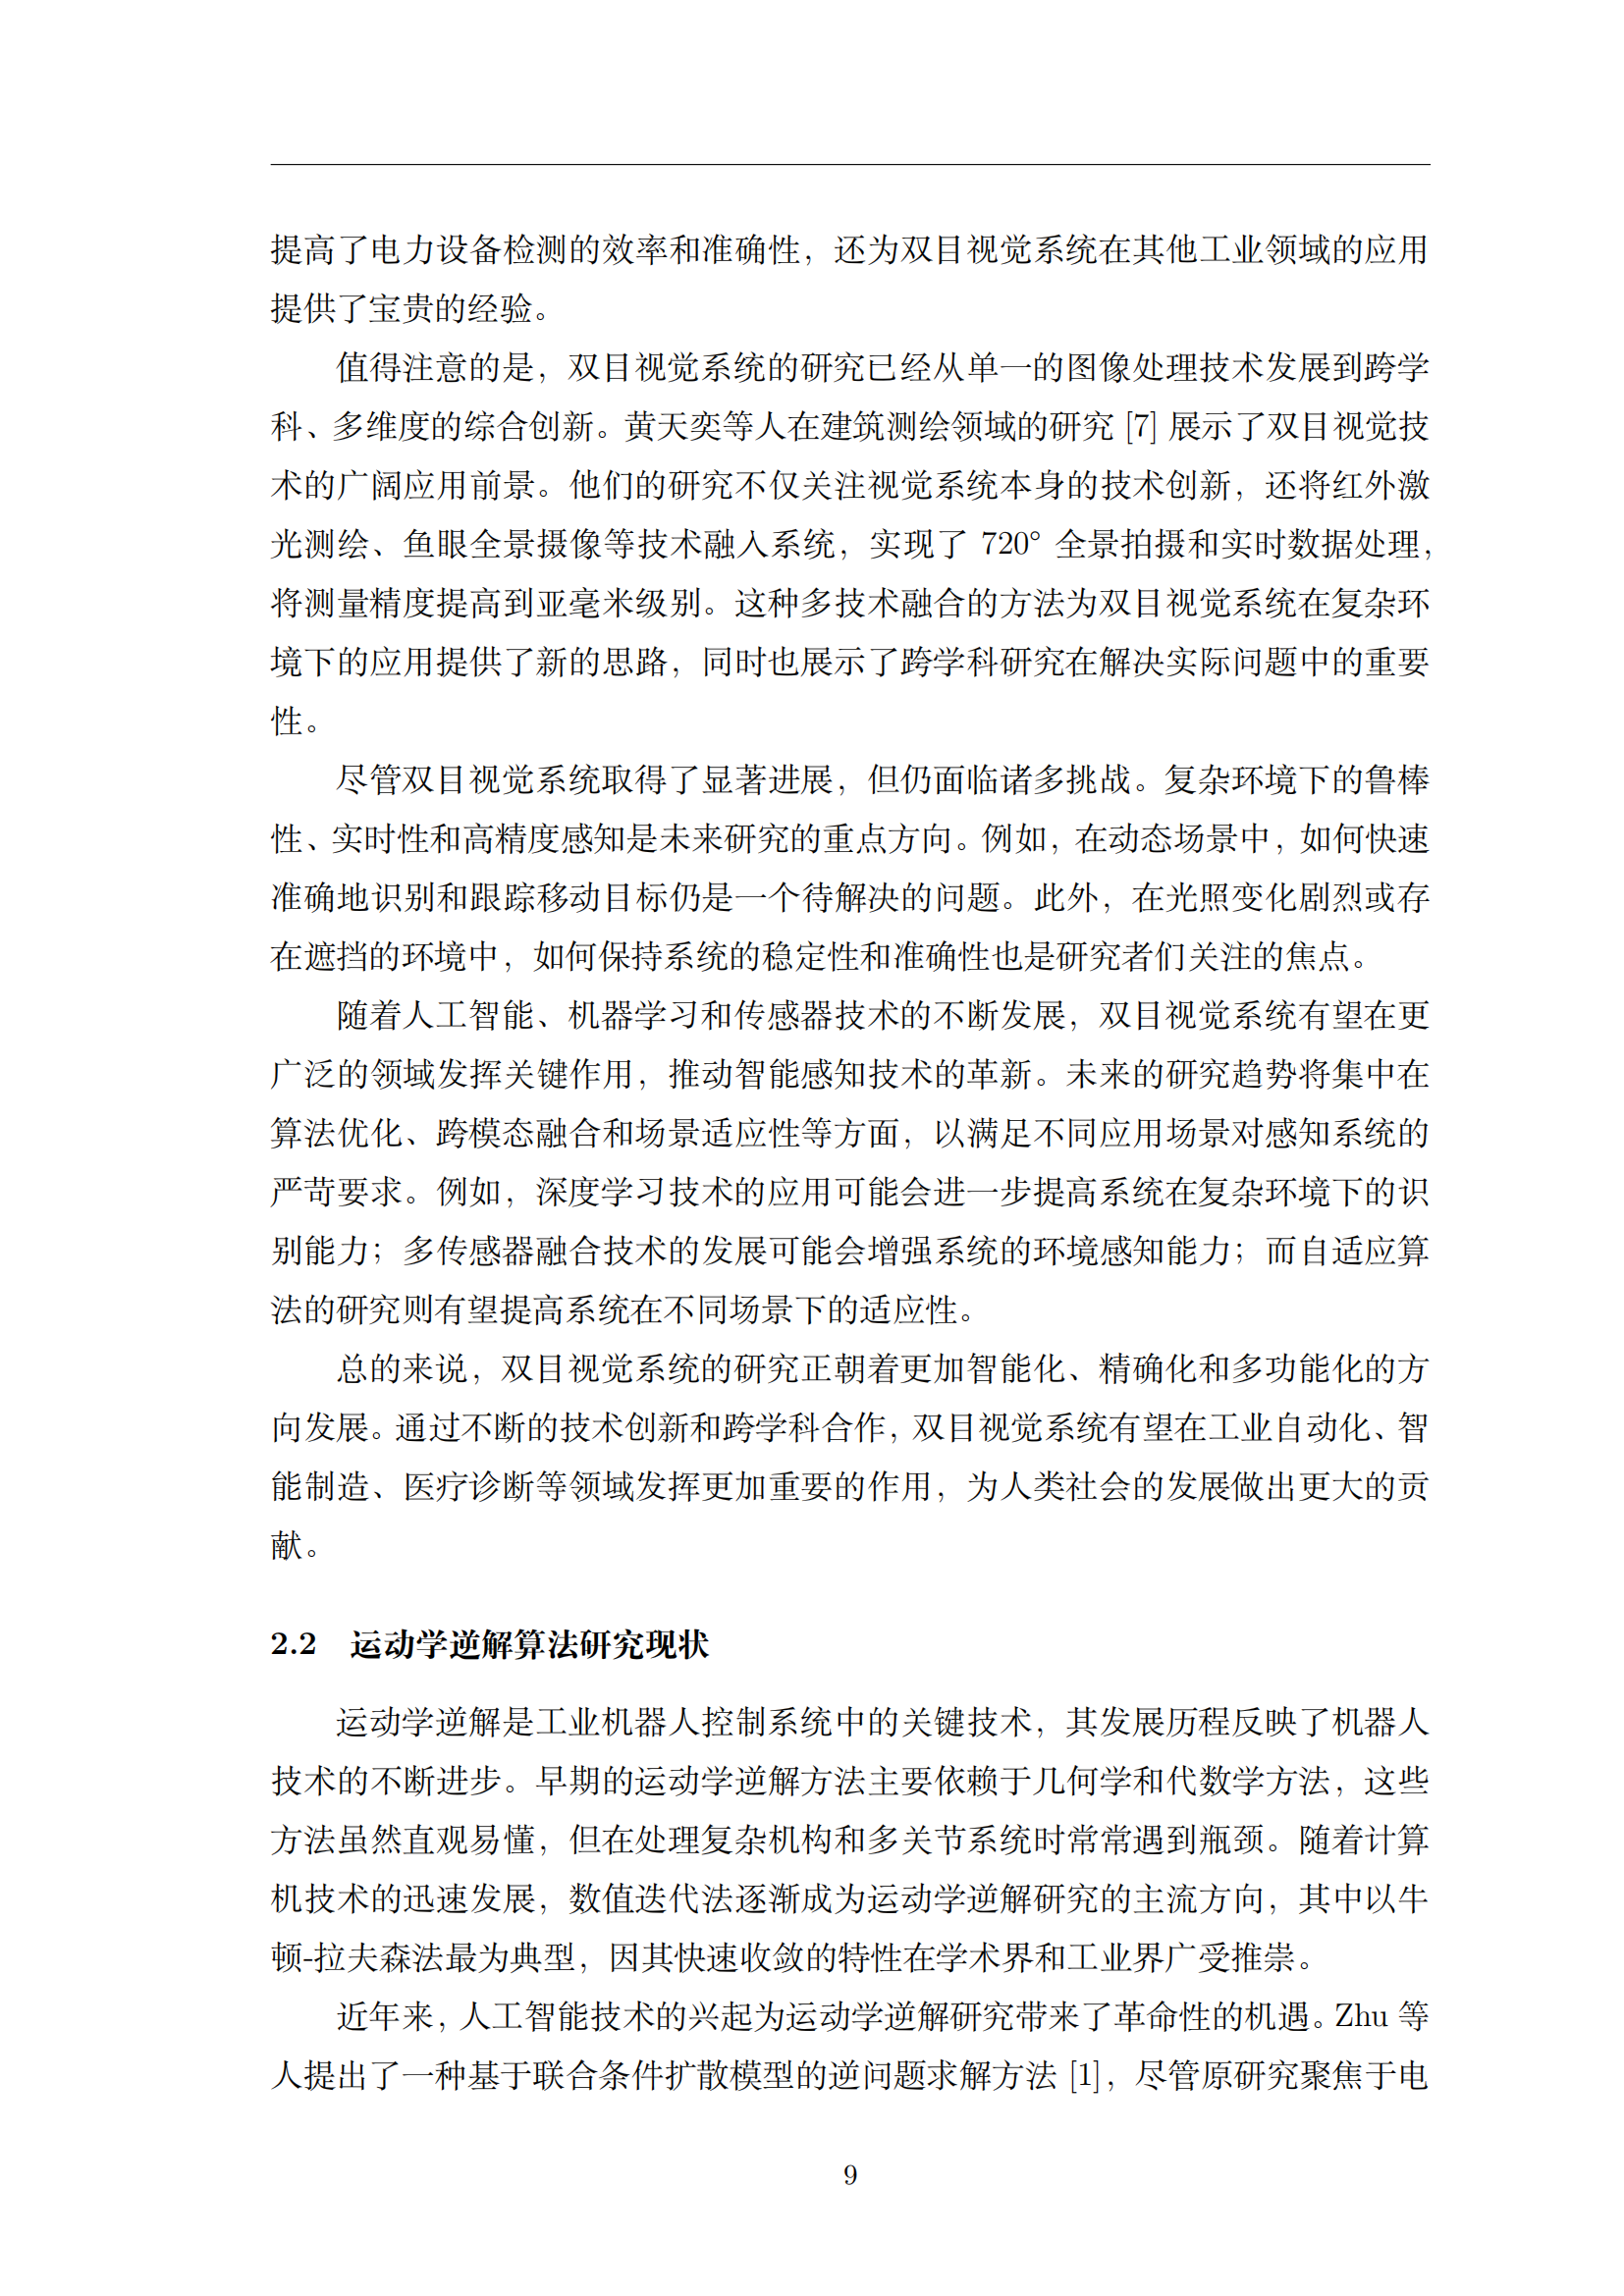 提高了电力设备检测的效率和准确性，还为双目视觉系统在其他工业领域的应用
提供了宝贵的经验。
值得注意的是，双目视觉系统的研究已经从单一的图像处理技术发展到跨学
科、多维度的综合创新。黄天奕等人在建筑测绘领域的研究 [7] 展示了双目视觉技
术的广阔应用前景。他们的研究不仅关注视觉系统本身的技术创新，还将红外激
光测绘、鱼眼全景摄像等技术融入系统，实现了 720° 全景拍摄和实时数据处理，
将测量精度提高到亚毫米级别。这种多技术融合的方法为双目视觉系统在复杂环
境下的应用提供了新的思路，同时也展示了跨学科研究在解决实际问题中的重要
性。
尽管双目视觉系统取得了显著进展，但仍面临诸多挑战。复杂环境下的鲁棒
性、实时性和高精度感知是未来研究的重点方向。例如，在动态场景中，如何快速
准确地识别和跟踪移动目标仍是一个待解决的问题。此外，在光照变化剧烈或存
在遮挡的环境中，如何保持系统的稳定性和准确性也是研究者们关注的焦点。
随着人工智能、机器学习和传感器技术的不断发展，双目视觉系统有望在更
广泛的领域发挥关键作用，推动智能感知技术的革新。未来的研究趋势将集中在
算法优化、跨模态融合和场景适应性等方面，以满足不同应用场景对感知系统的
严苛要求。例如，深度学习技术的应用可能会进一步提高系统在复杂环境下的识
别能力；多传感器融合技术的发展可能会增强系统的环境感知能力；而自适应算
法的研究则有望提高系统在不同场景下的适应性。
总的来说，双目视觉系统的研究正朝着更加智能化、精确化和多功能化的方
向发展。通过不断的技术创新和跨学科合作，双目视觉系统有望在工业自动化、智
能制造、医疗诊断等领域发挥更加重要的作用，为人类社会的发展做出更大的贡
献。
2.2 运动学逆解算法研究现状
运动学逆解是工业机器人控制系统中的关键技术，其发展历程反映了机器人
技术的不断进步。早期的运动学逆解方法主要依赖于几何学和代数学方法，这些
方法虽然直观易懂，但在处理复杂机构和多关节系统时常常遇到瓶颈。随着计算
机技术的迅速发展，数值迭代法逐渐成为运动学逆解研究的主流方向，其中以牛
顿-拉夫森法最为典型，因其快速收敛的特性在学术界和工业界广受推崇。
近年来，人工智能技术的兴起为运动学逆解研究带来了革命性的机遇。Zhu 等
人提出了一种基于联合条件扩散模型的逆问题求解方法 [1]，尽管原研究聚焦于电
9